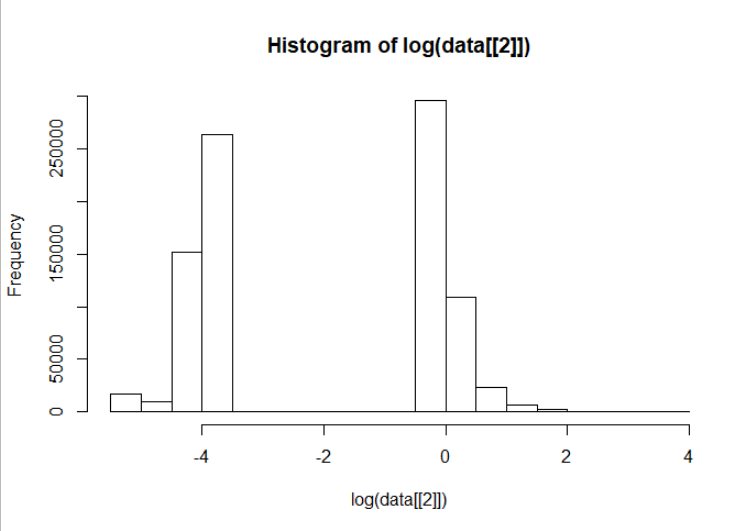 Histogram of log(data[[2]])
Frequency
250000
150000
50000
0
-4 -2 0 2 4
log(data[[2]])